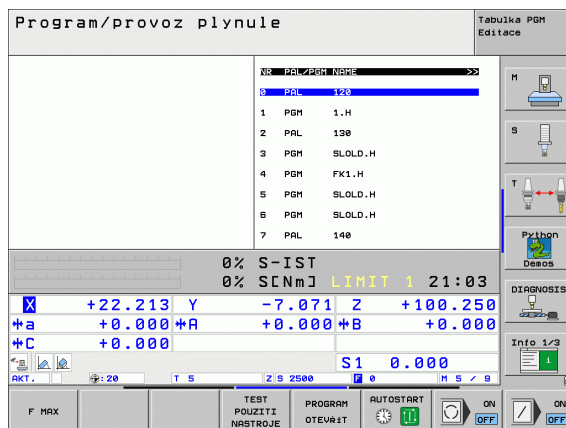 Program/provoz plynule
Tabulka PGM
Editace
NR PAL/PGM NAME >>
0 PAL 120
1 PGM 1.H
2 PAL 130
3 PGM SLOLD.H
4 PGM FK1.H
5 PGM SLOLD.H
6 PGM SLOLD.H
7 PAL 140
M
S
T
Python
Demos
DIAGNOSIS
Info 1/3
0% S-IST
0% S[Nm] LIMIT 1 21:03
X +22.213 Y -7.071 Z +100.250
a +0.000 A +0.000 B +0.000
C +0.000
S1 0.000
AKT. : 20 T 5 Z S 2500 F 0 M 5 / 9
F MAX
TEST
POUZITI
NASTROJE
PROGRAM
OTEVŘÍT
AUTOSTART
ON
OFF
ON
OFF